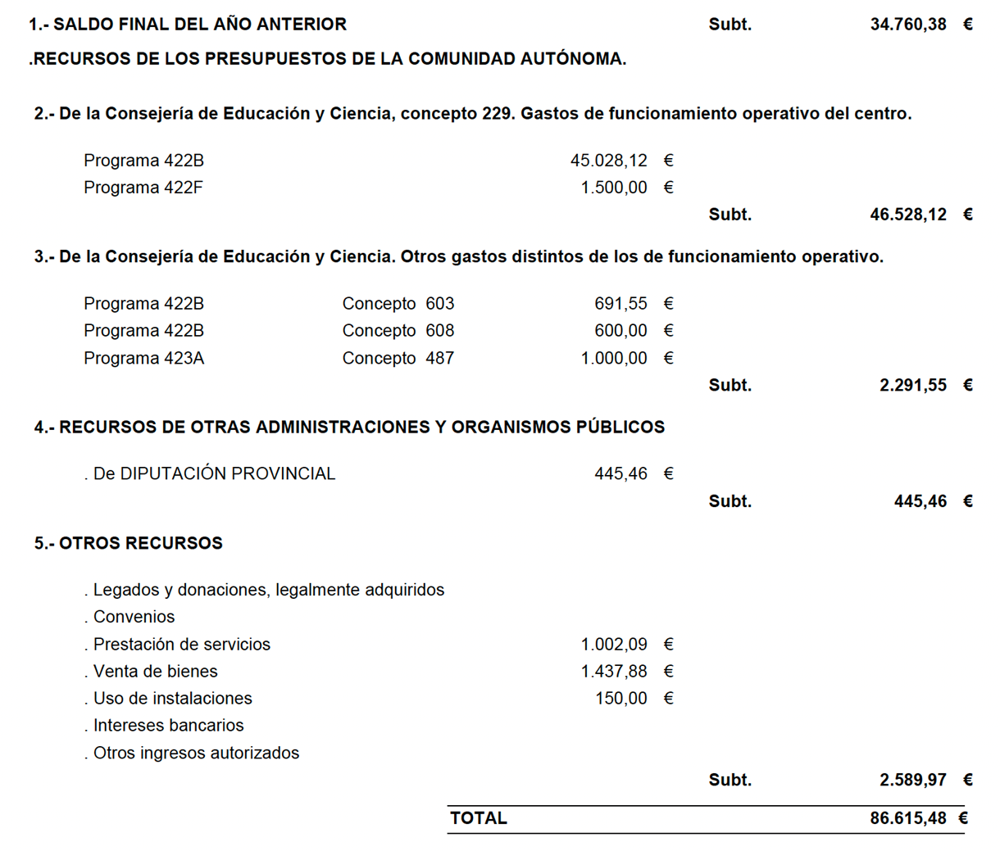 1.- SALDO FINAL DEL AÑO ANTERIOR Subt. 34.760,38 €
.RECURSOS DE LOS PRESUPUESTOS DE LA COMUNIDAD AUTÓNOMA.
2.- De la Consejería de Educación y Ciencia, concepto 229. Gastos de funcionamiento operativo del centro.
Programa 422B 45.028,12 €
Programa 422F 1.500,00 €
Subt. 46.528,12 €
3.- De la Consejería de Educación y Ciencia. Otros gastos distintos de los de funcionamiento operativo.
Programa 422B Concepto 603 691,55 €
Programa 422B Concepto 608 600,00 €
Programa 423A Concepto 487 1.000,00 €
Subt. 2.291,55 €
4.- RECURSOS DE OTRAS ADMINISTRACIONES Y ORGANISMOS PÚBLICOS
. De DIPUTACIÓN PROVINCIAL 445,46 €
Subt. 445,46 €
5.- OTROS RECURSOS
. Legados y donaciones, legalmente adquiridos
. Convenios
. Prestación de servicios 1.002,09 €
. Venta de bienes 1.437,88 €
. Uso de instalaciones 150,00 €
. Intereses bancarios
. Otros ingresos autorizados
Subt. 2.589,97 €
TOTAL 86.615,48 €